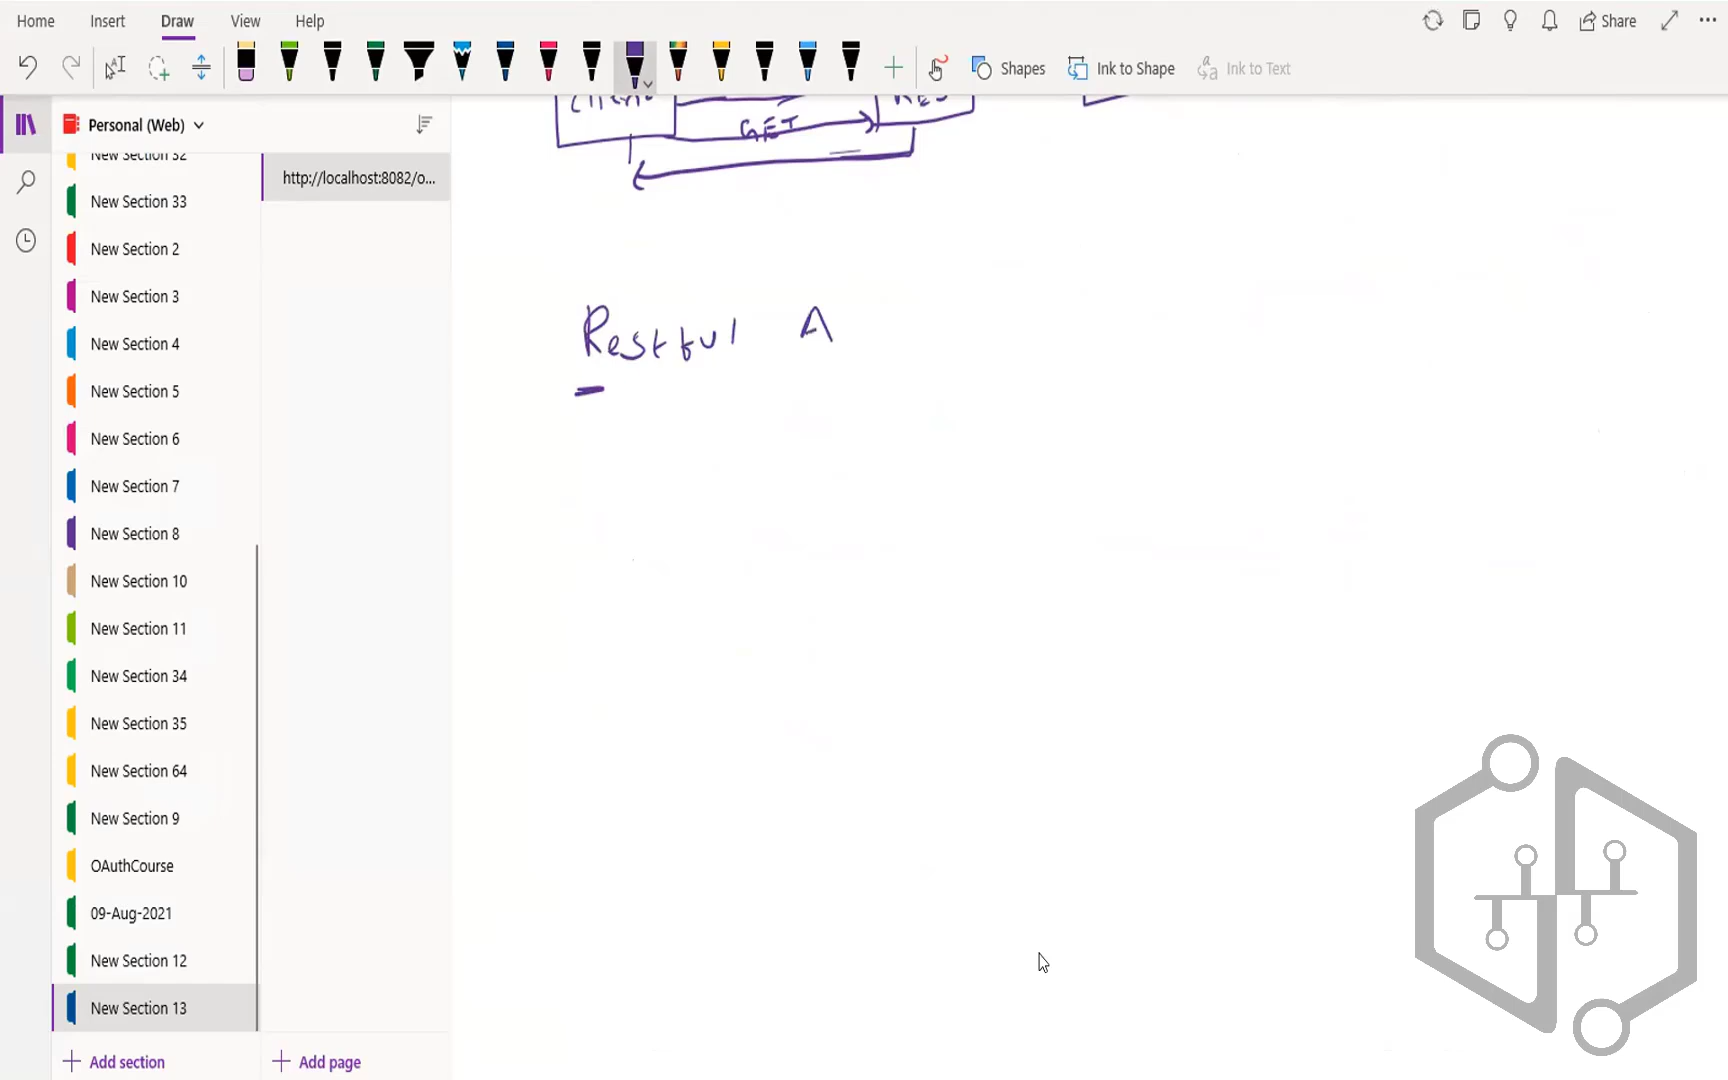 Home Insert Draw View Help Share
Shapes Ink to Shape Ink to Text
Personal (Web)
New Section 32
New Section 33
New Section 2
New Section 3
New Section 4
New Section 5
New Section 6
New Section 7
New Section 8
New Section 10
New Section 11
New Section 34
New Section 35
New Section 64
New Section 9
OAuthCourse
09-Aug-2021
New Section 12
New Section 13
Add section
http://localhost:8082/o...
Add page
Client
GET
Restful A